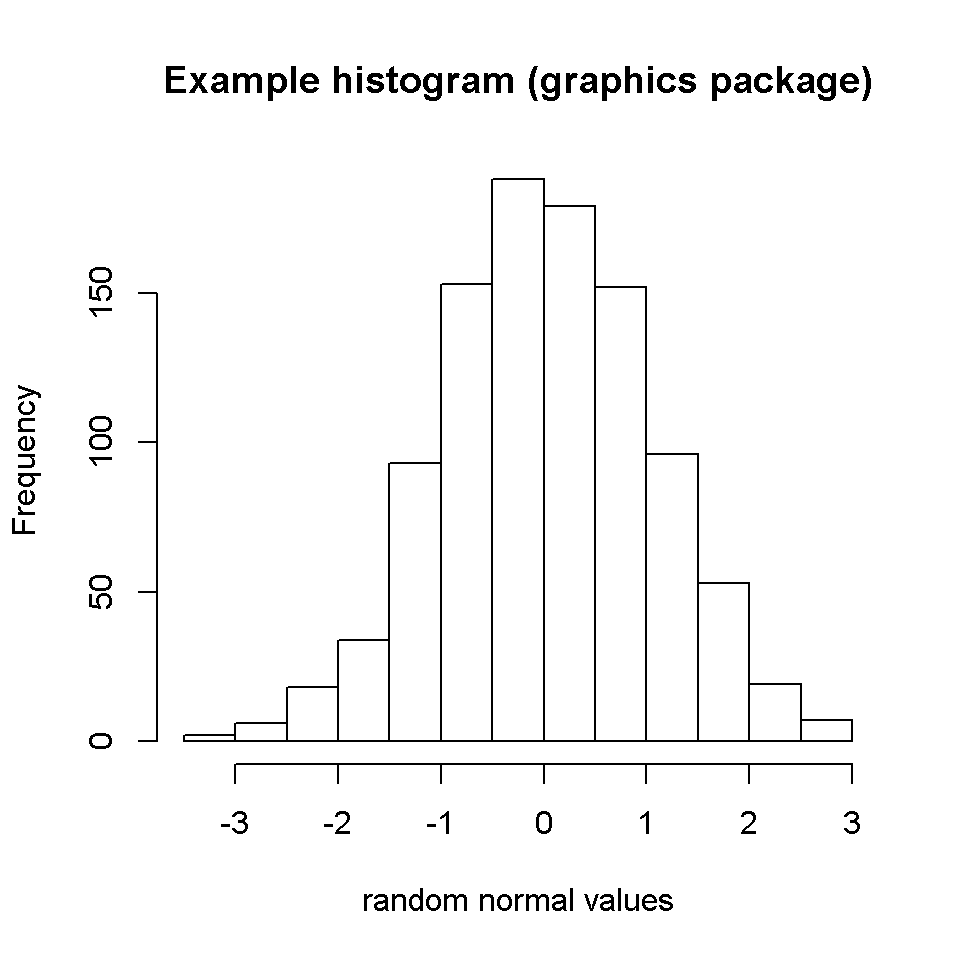 Example histogram (graphics package)
Frequency
150
100
50
0
-3 -2 -1 0 1 2 3
random normal values